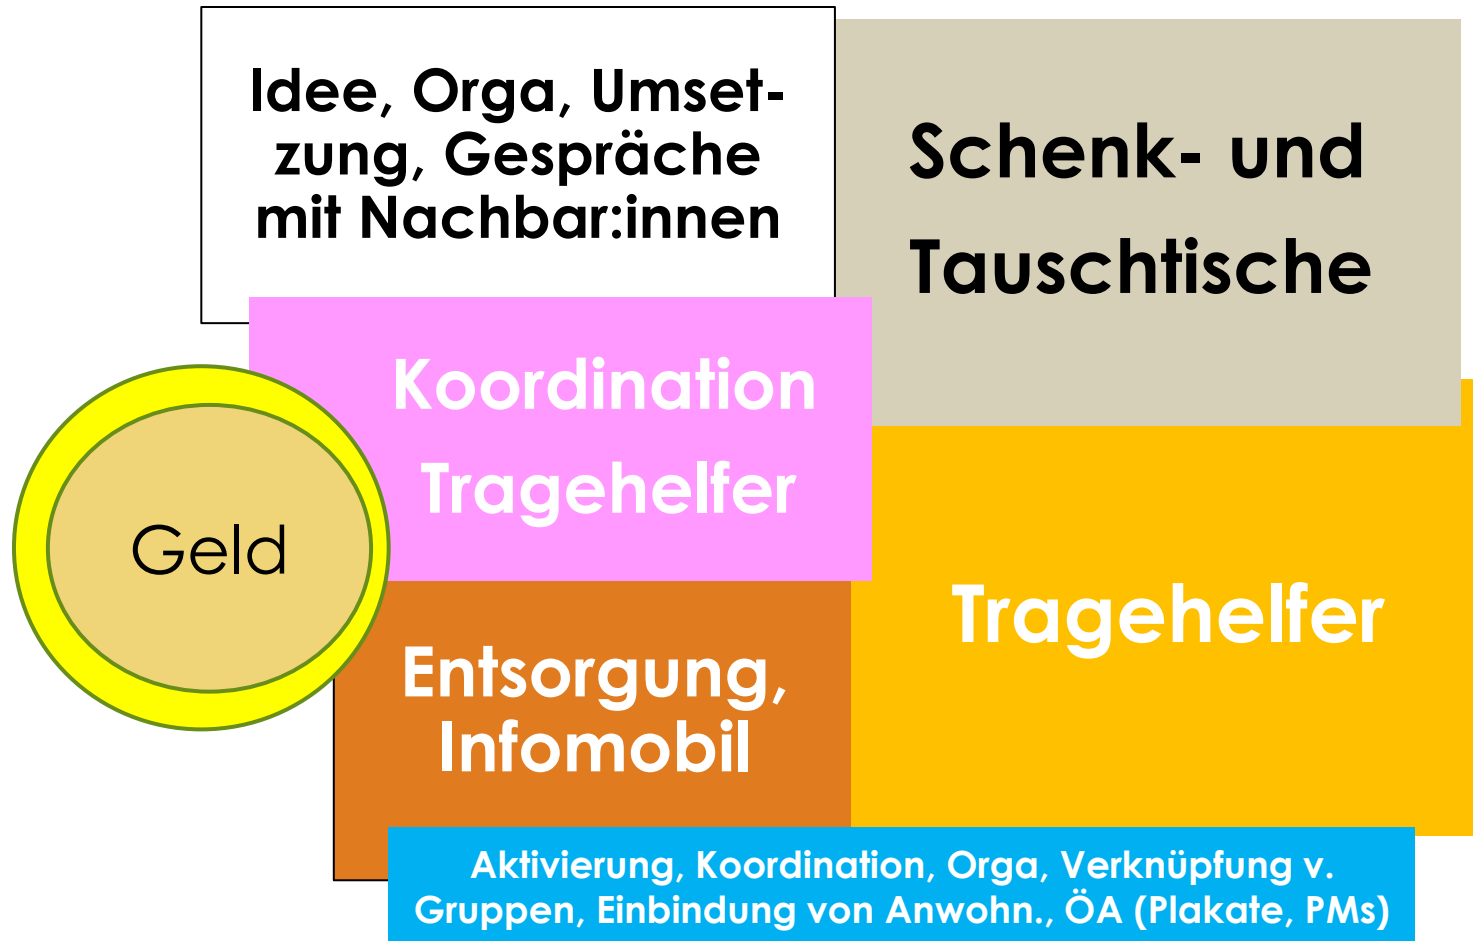 Idee, Orga, Umset-
zung, Gespräche
mit Nachbar:innen
Schenk- und
Tauschtische
Koordination
Tragehelfer
Geld
Tragehelfer
Entsorgung,
Infomobil
Aktivierung, Koordination, Orga, Verknüpfung v.
Gruppen, Einbindung von Anwohn., ÖA (Plakate, PMs)